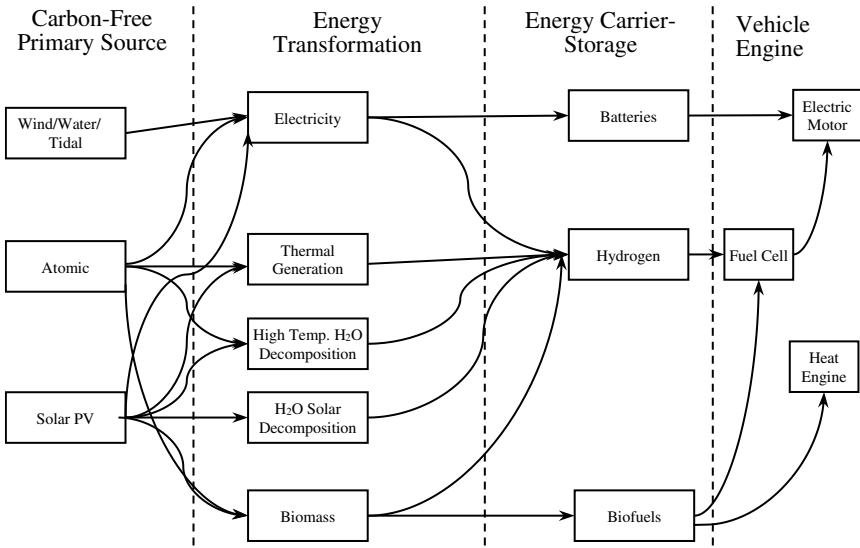 Carbon-Free
Primary Source
Energy
Transformation
Energy Carrier-
Storage
Vehicle
Engine
Wind/Water/
Tidal
Electricity
Batteries
Electric
Motor
Atomic
Thermal
Generation
Hydrogen
Fuel Cell
High Temp. H₂O
Decomposition
Heat
Engine
Solar PV
H₂O Solar
Decomposition
Biomass
Biofuels